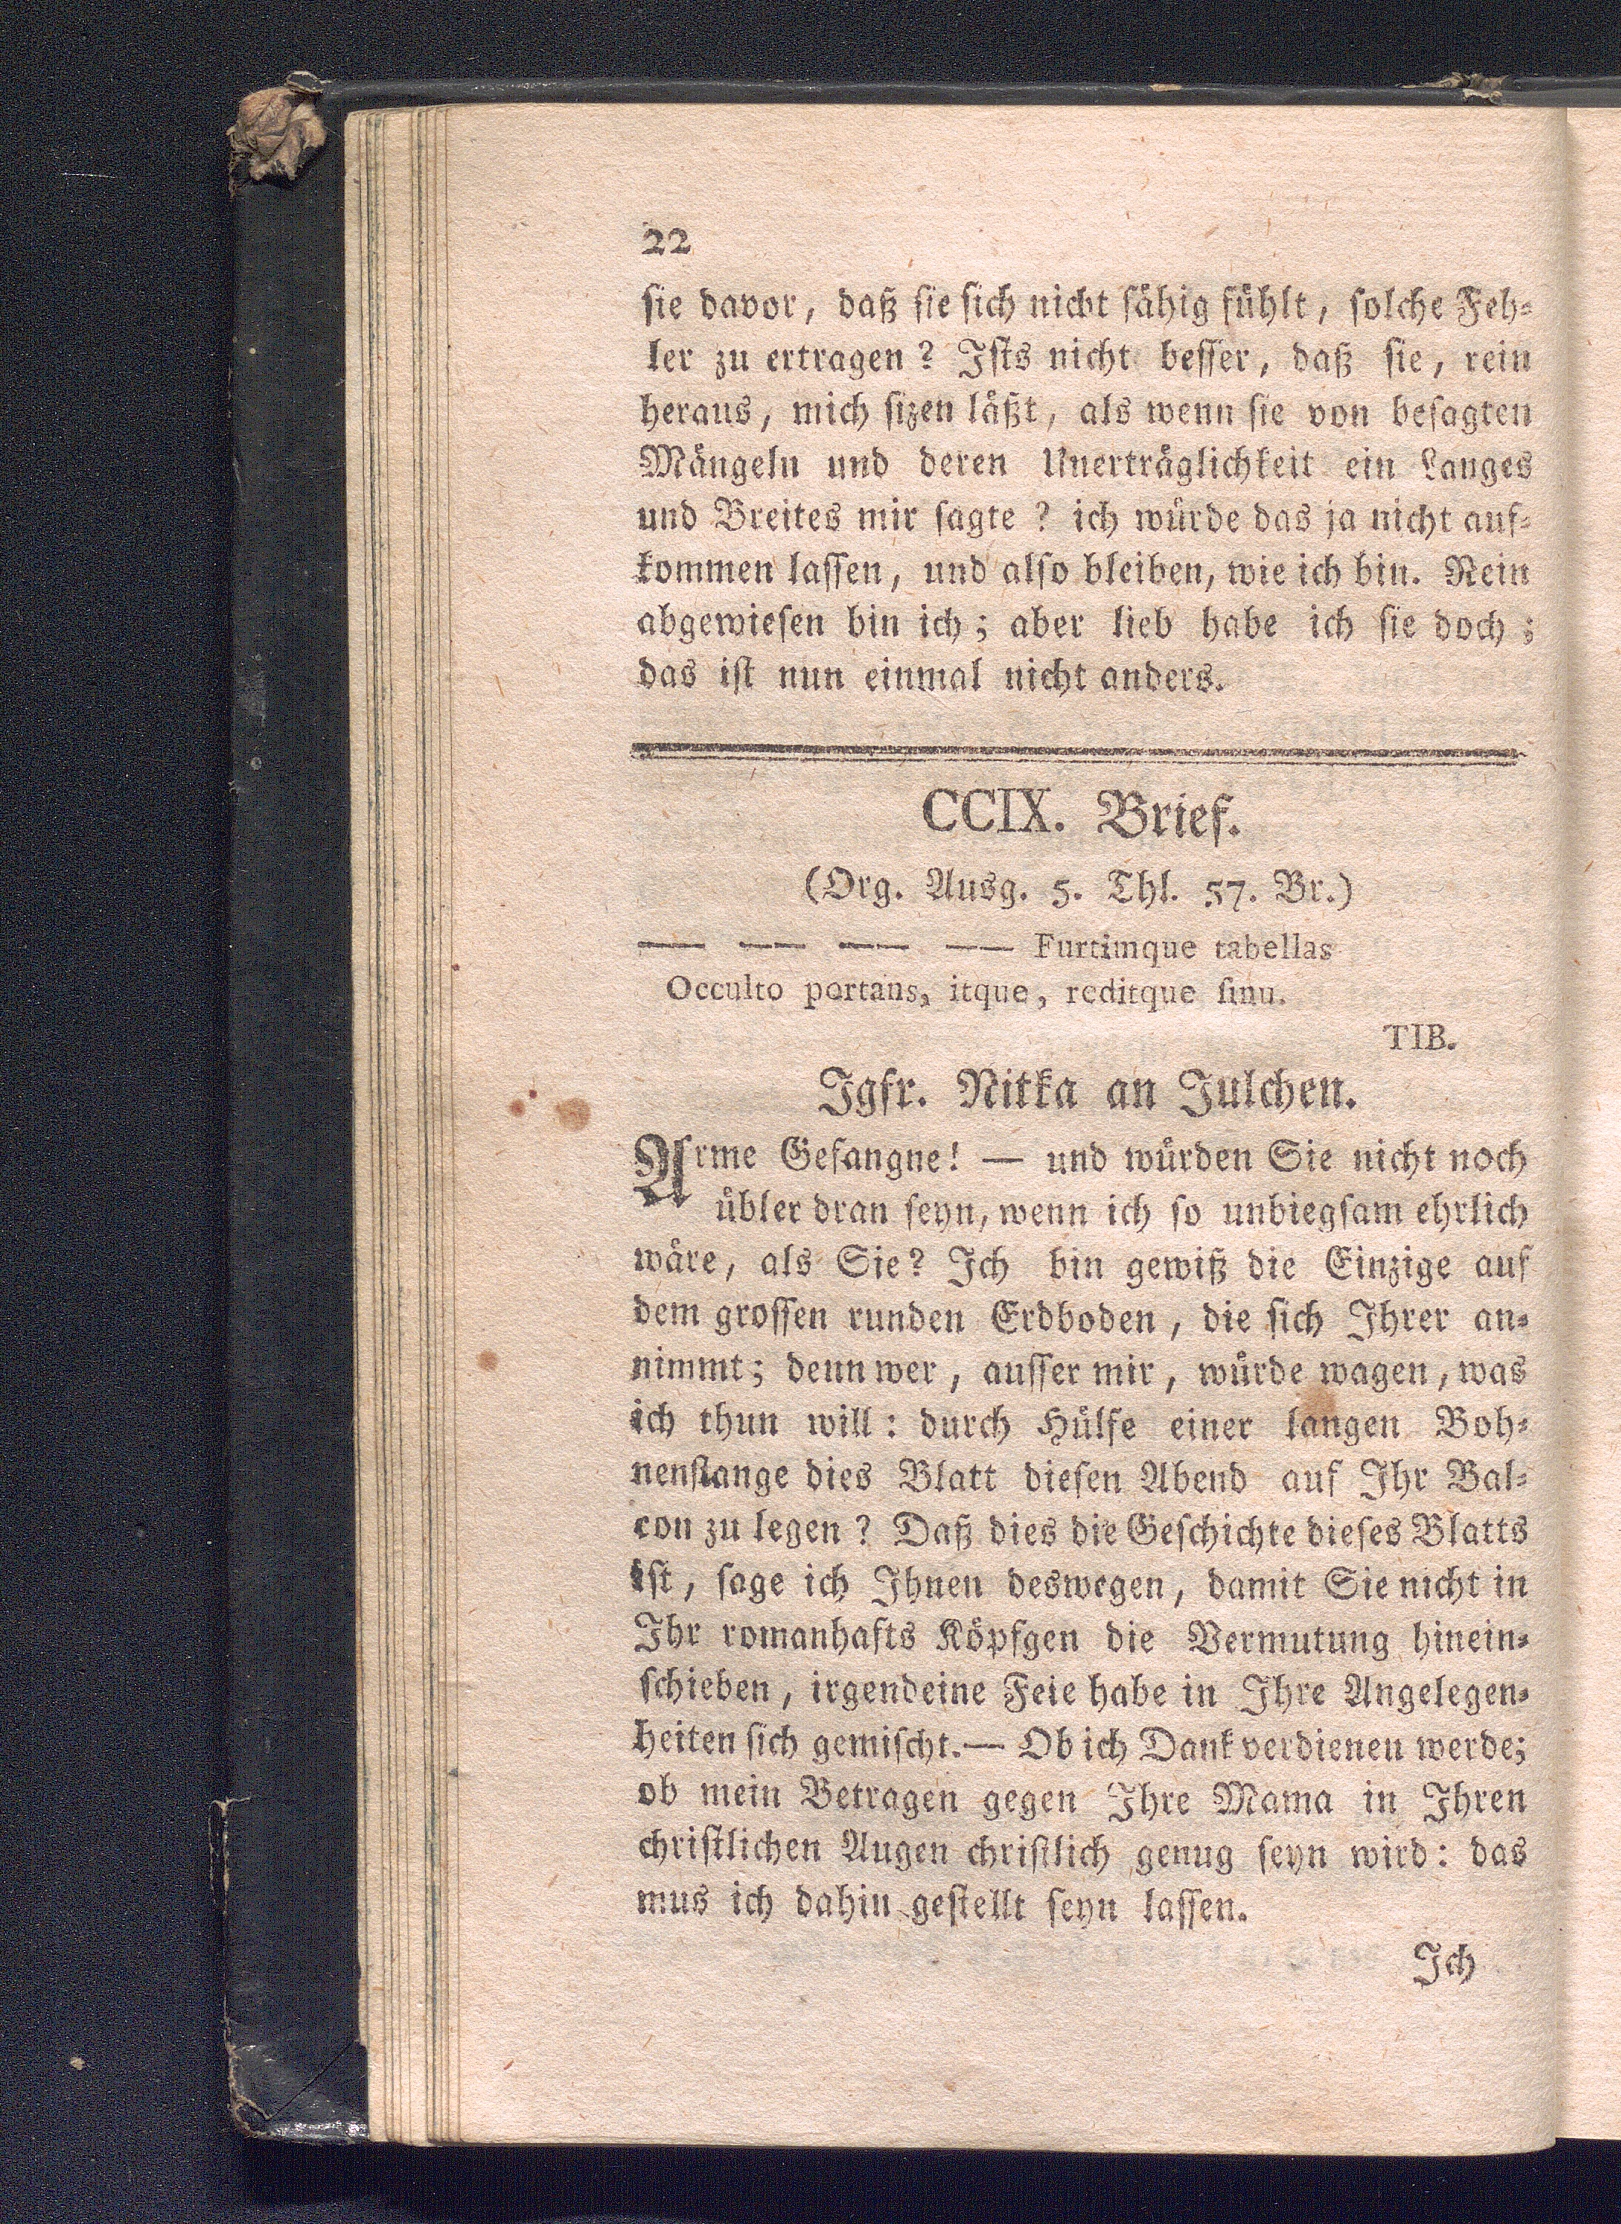 22
sie davor, daß sie sich nicht fähig fühlt, solche Feh-
ler zu ertragen? Ists nicht besser, daß sie, rein
heraus, mich sizen läßt, als wenn sie von besagten
Mängeln und deren Unerträglichkeit ein Langes
und Breites mir sagte? ich würde das ja nicht auf-
kommen lassen, und also bleiben, wie ich bin. Rein
abgewiesen bin ich; aber lieb habe ich sie doch;
das ist nun einmal nicht anders.
CCIX. Brief.
(Org. Ausg. 5. Thl. 57. Br.)
— — — — Furtimque tabellas
Occulto portans, itque, reditque sinu.
TIB.
Jgfr. Nitka an Julchen.
Arme Gefangne! — und würden Sie nicht noch
übler dran seyn, wenn ich so unbiegsam ehrlich
wäre, als Sie? Ich bin gewiß die Einzige auf
dem grossen runden Erdboden, die sich Ihrer an-
nimmt; denn wer, ausser mir, würde wagen, was
ich thun will: durch Hülfe einer langen Boh-
nenstange dies Blatt diesen Abend auf Ihr Bal-
con zu legen? Daß dies die Geschichte dieses Blatts
ist, sage ich Ihnen deswegen, damit Sie nicht in
Ihr romanhafts Köpfgen die Vermutung hinein-
schieben, irgendeine Feie habe in Ihre Angelegen-
heiten sich gemischt.— Ob ich Dank verdienen werde;
ob mein Betragen gegen Ihre Mama in Ihren
christlichen Augen christlich genug seyn wird: das
mus ich dahin gestellt seyn lassen.
Ich